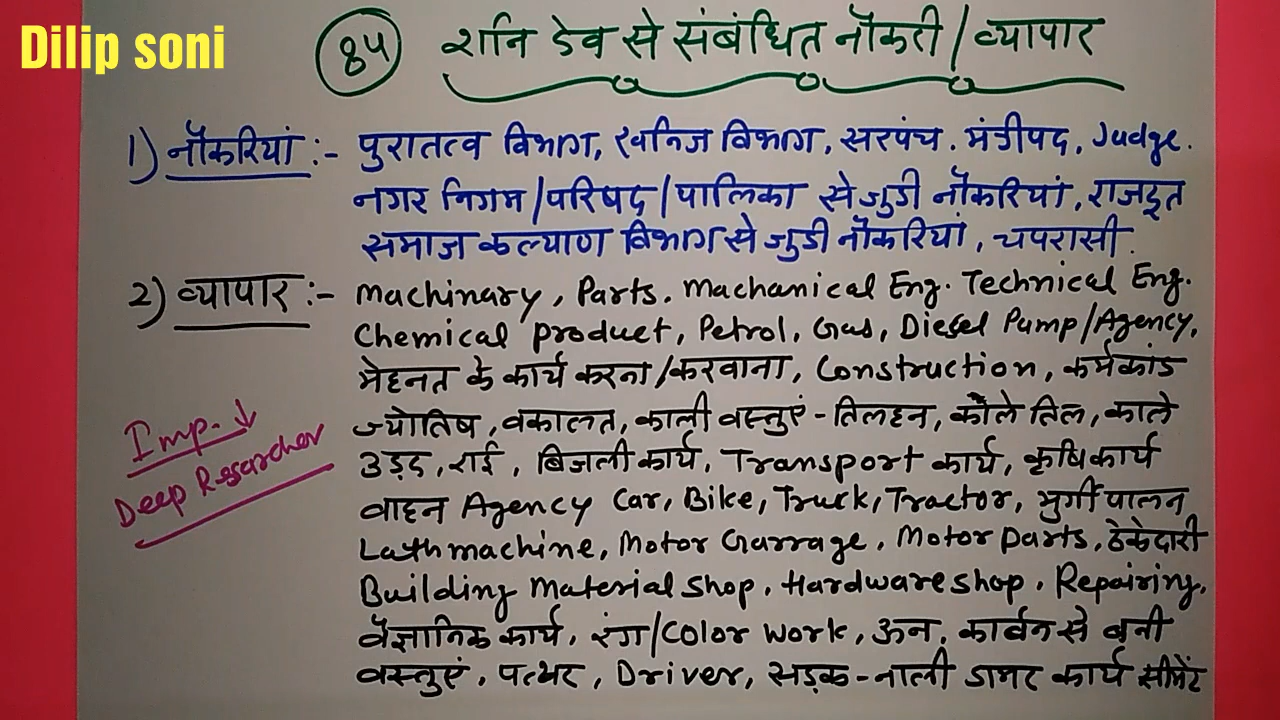 Dilip soni
84 शनि देव से संबंधित नौकरी/व्यापार
1) नौकरियां :- पुरातत्व विभाग, खनिज विभाग, सरपंच. मंत्रीपद, Judge.
नगर निगम/परिषद/पालिका से जुडी नौकरियां, राजदूत
समाज कल्याण विभाग से जुडी नौकरियां, चपरासी.
2) व्यापार :- Machinary, Parts. Machanical Eng. Technical Eng.
Chemical product, Petrol, Gas, Diesel Pump/Agency,
मेहनत के कार्य करना/करवाना, Construction, कर्मकांड
ज्योतिष, वकालत, काली वस्तुएं - तिलहन, काले तिल, काले
उड़द, राई, बिजली कार्य, Transport कार्य, कृषि कार्य
वाहन Agency Car, Bike, Truck, Tractor, मुर्गी पालन
Lath machine, Motor Garrage, Motor parts, ठेकेदारी
Building Material shop, Hardware shop. Repairing,
वैज्ञानिक कार्य, रंग/Color work, ऊन, कार्बन से बनी
वस्तुएं, पत्थर, Driver, सड़क-नाली डामर कार्य सीमेंट
Imp. ↓
Deep Researcher